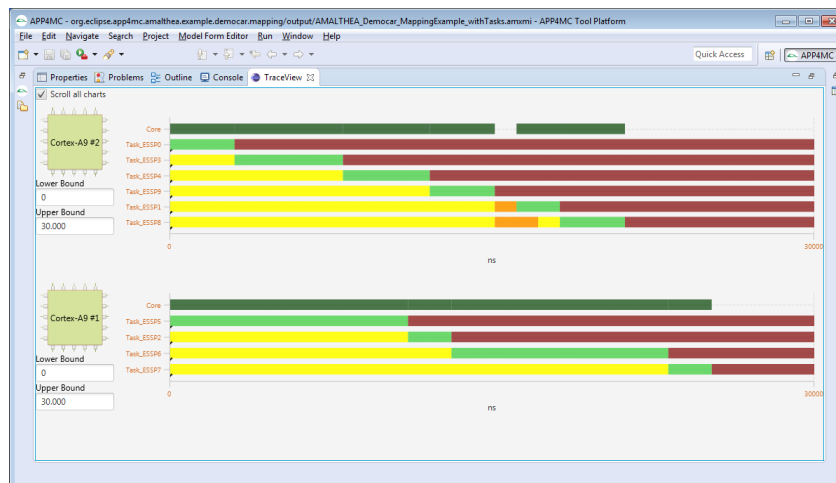 APP4MC - org.eclipse.app4mc.amalthea.example.democar.mapping/output/AMALTHEA_Democar_MappingExample_withTasks.amxmi - APP4MC Tool Platform
File Edit Navigate Search Project Model Form Editor Run Window Help
Quick Access APP4MC
Properties Problems Outline Console TraceView
Scroll all charts
Cortex-A9 #2
Lower Bound
0
Upper Bound
30.000
Core
Task_ESSP0
Task_ESSP3
Task_ESSP4
Task_ESSP9
Task_ESSP1
Task_ESSP8
0 30000
ns
Cortex-A9 #1
Lower Bound
0
Upper Bound
30.000
Core
Task_ESSP5
Task_ESSP2
Task_ESSP6
Task_ESSP7
0 30000
ns